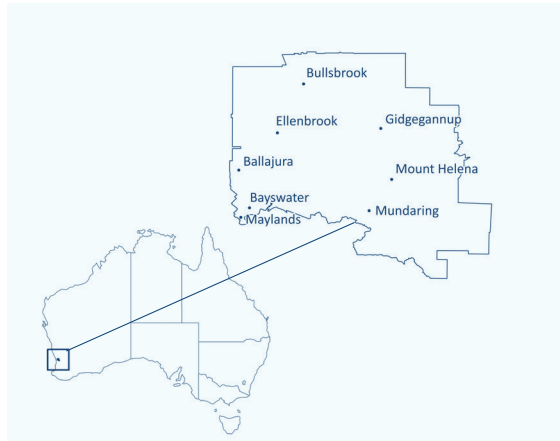 Bullsbrook
Ellenbrook
Gidgegannup
Ballajura
Mount Helena
Bayswater
Maylands
Mundaring